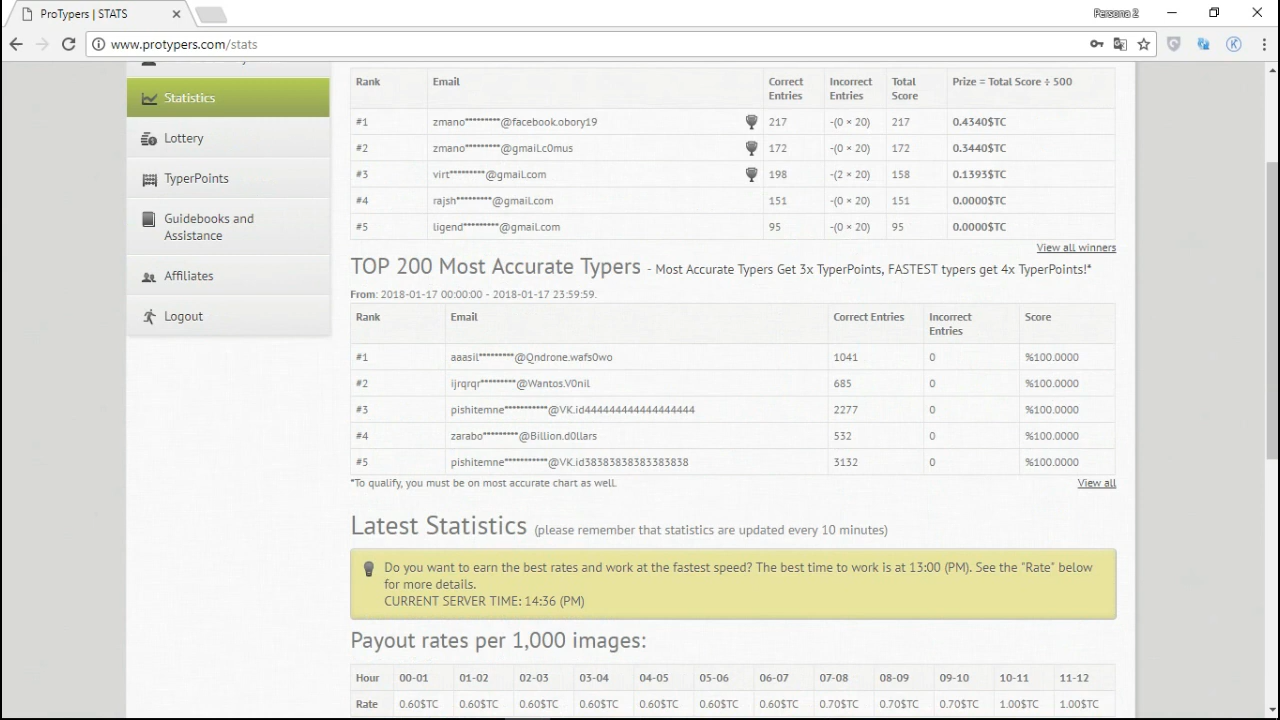 ProTypers | STATS
Persona 2
www.protypers.com/stats
Statistics
Lottery
TyperPoints
Guidebooks and
Assistance
Affiliates
Logout
Rank Email Correct Entries Incorrect Entries Total Score Prize = Total Score ÷ 500
#1 zmano*********@facebook.obory19 217 -(0 × 20) 217 0.4340$TC
#2 zmano*********@gmail.c0mus 172 -(0 × 20) 172 0.3440$TC
#3 virt*********@gmail.com 198 -(2 × 20) 158 0.1393$TC
#4 rajsh*********@gmail.com 151 -(0 × 20) 151 0.0000$TC
#5 ligend*********@gmail.com 95 -(0 × 20) 95 0.0000$TC
View all winners
TOP 200 Most Accurate Typers - Most Accurate Typers Get 3x TyperPoints, FASTEST typers get 4x TyperPoints!*
From: 2018-01-17 00:00:00 - 2018-01-17 23:59:59.
Rank Email Correct Entries Incorrect Entries Score
#1 aaasil*********@Qndrone.wafs0wo 1041 0 %100.0000
#2 ijrqrqr*********@Wantos.V0nil 685 0 %100.0000
#3 pishitemne***********@VK.id444444444444444444 2277 0 %100.0000
#4 zarabo*********@Billion.d0llars 532 0 %100.0000
#5 pishitemne***********@VK.id38383838383383838 3132 0 %100.0000
*To qualify, you must be on most accurate chart as well.
View all
Latest Statistics (please remember that statistics are updated every 10 minutes)
Do you want to earn the best rates and work at the fastest speed? The best time to work is at 13:00 (PM). See the "Rate" below
for more details.
CURRENT SERVER TIME: 14:36 (PM)
Payout rates per 1,000 images:
Hour 00-01 01-02 02-03 03-04 04-05 05-06 06-07 07-08 08-09 09-10 10-11 11-12
Rate 0.60$TC 0.60$TC 0.60$TC 0.60$TC 0.60$TC 0.60$TC 0.60$TC 0.70$TC 0.70$TC 0.70$TC 1.00$TC 1.00$TC